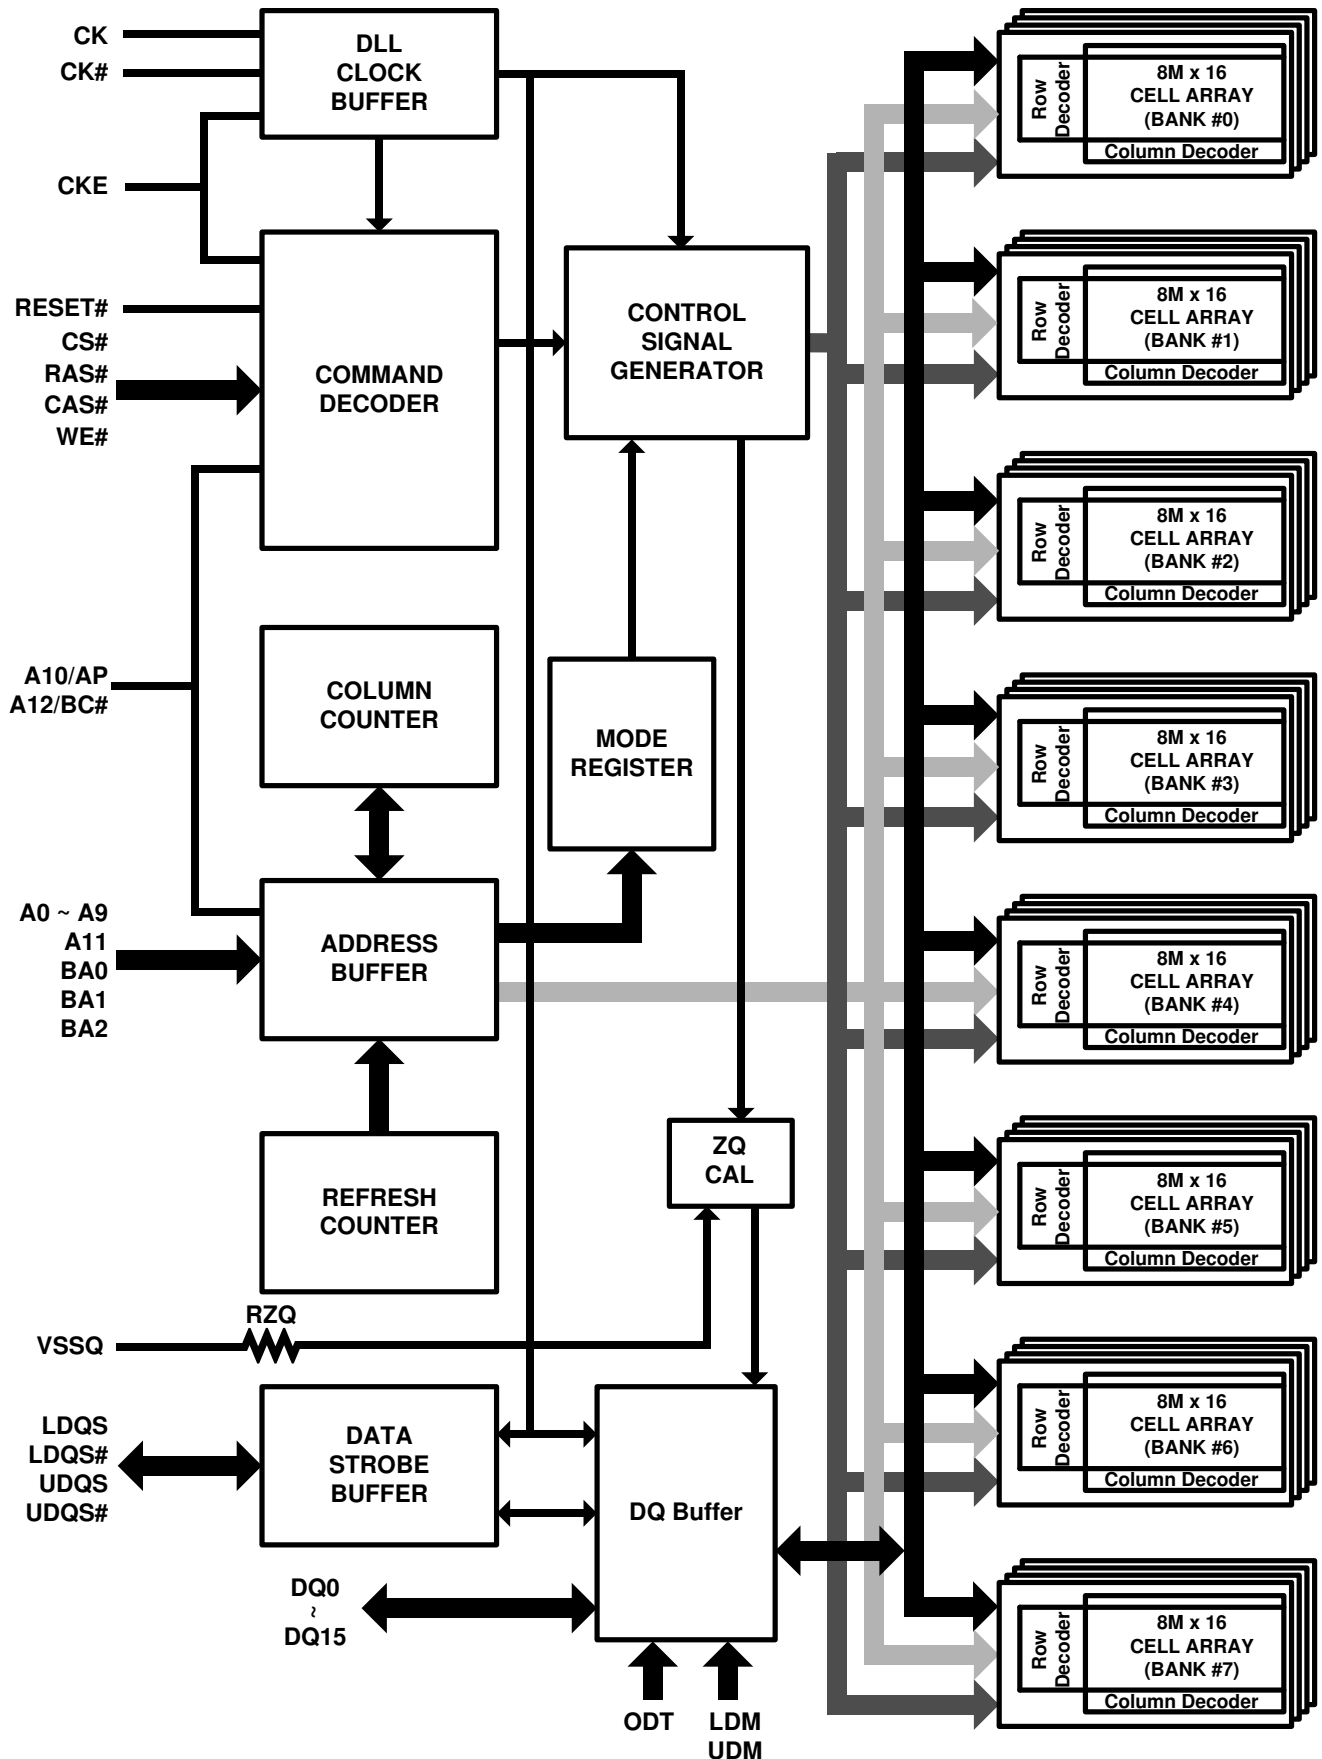 CK
CK#
CKE
RESET#
CS#
RAS#
CAS#
WE#
A10/AP
A12/BC#
A0 ~ A9
A11
BA0
BA1
BA2
VSSQ
RZQ
LDQS
LDQS#
UDQS
UDQS#
DQ0
~
DQ15
DLL
CLOCK
BUFFER
COMMAND
DECODER
COLUMN
COUNTER
ADDRESS
BUFFER
REFRESH
COUNTER
DATA
STROBE
BUFFER
CONTROL
SIGNAL
GENERATOR
MODE
REGISTER
ZQ
CAL
DQ Buffer
ODT
LDM
UDM
Row
Decoder
8M x 16
CELL ARRAY
(BANK #0)
Column Decoder
Row
Decoder
8M x 16
CELL ARRAY
(BANK #1)
Column Decoder
Row
Decoder
8M x 16
CELL ARRAY
(BANK #2)
Column Decoder
Row
Decoder
8M x 16
CELL ARRAY
(BANK #3)
Column Decoder
Row
Decoder
8M x 16
CELL ARRAY
(BANK #4)
Column Decoder
Row
Decoder
8M x 16
CELL ARRAY
(BANK #5)
Column Decoder
Row
Decoder
8M x 16
CELL ARRAY
(BANK #6)
Column Decoder
Row
Decoder
8M x 16
CELL ARRAY
(BANK #7)
Column Decoder